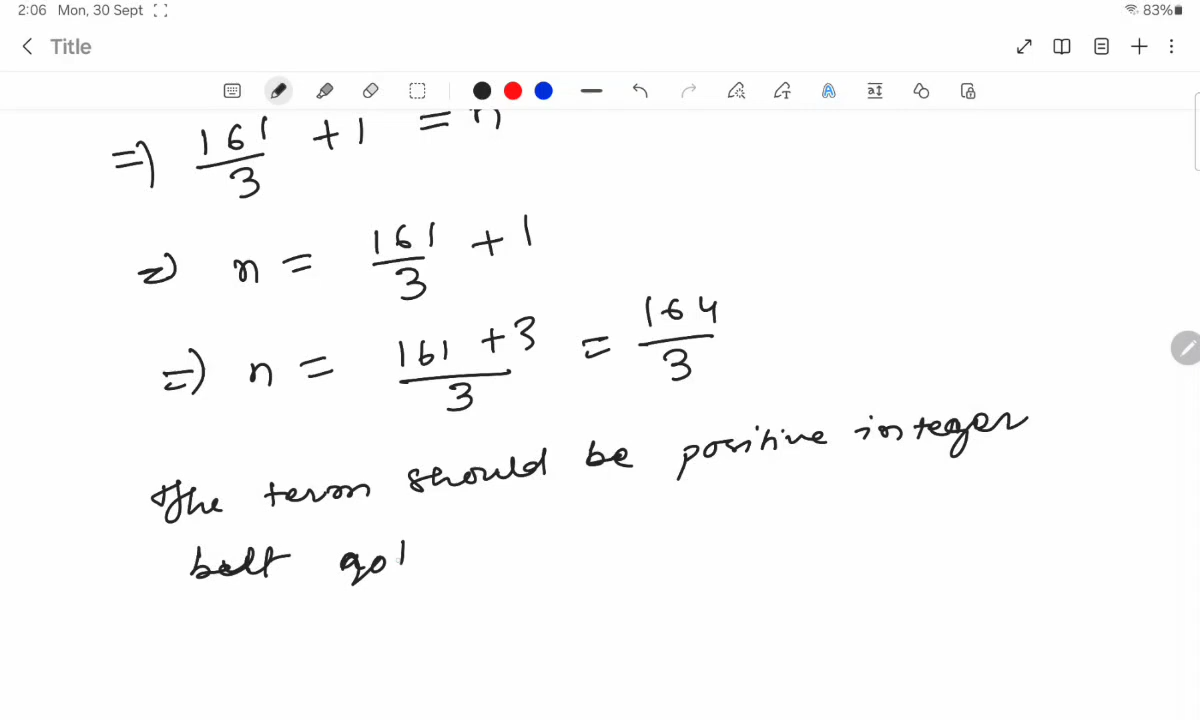 2:06 Mon, 30 Sept 83%
Title
=) 161/3 + 1 = n
=) n = 161/3 + 1
=) n = (161 + 3)/3 = 164/3
The term should be positive integer
but got